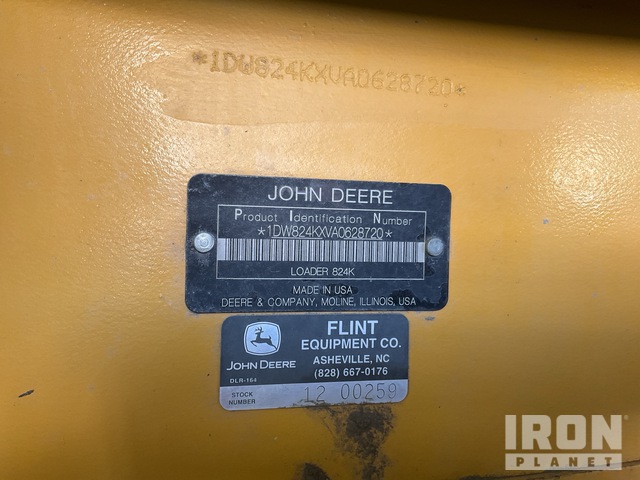 *1DW824KXVA0628720*
JOHN DEERE
Product Identification Number
*1DW824KXVA0628720*
LOADER 824K
MADE IN USA
DEERE & COMPANY, MOLINE, ILLINOIS, USA
FLINT
EQUIPMENT CO.
JOHN DEERE
ASHEVILLE, NC
(828) 667-0176
DLR-164
STOCK NUMBER 12 00259
IRON
PLANET